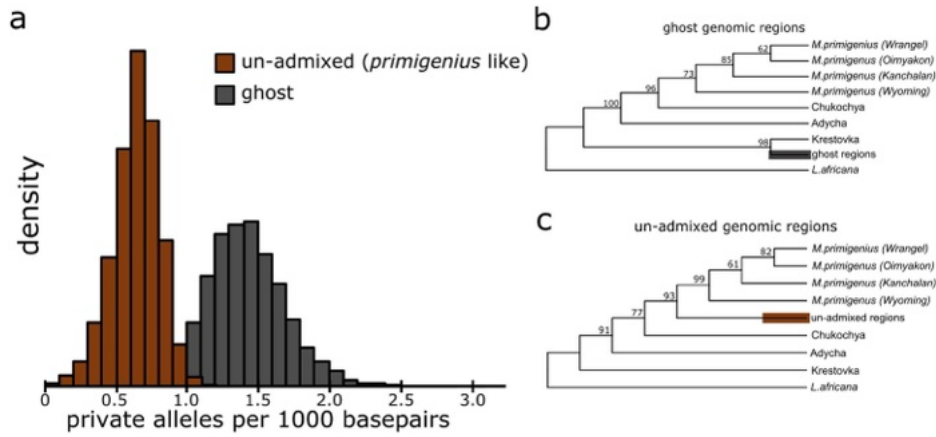 a
un-admixed (primigenius like)
ghost
density
0 0.5 1.0 1.5 2.0 2.5 3.0
private alleles per 1000 basepairs
b
ghost genomic regions
M.primigenius (Wrangel)
62
M.primigenius (Oimyakon)
85
M.primigenius (Kanchalan)
73
M.primigenus (Wyoming)
96
Chukochya
100
Adycha
Krestovka
98
ghost regions
L.africana
c
un-admixed genomic regions
M.primigenius (Wrangel)
82
M.primigenus (Oimyakon)
61
M.primigenus (Kanchalan)
99
M.primigenus (Wyoming)
93
un-admixed regions
77
Chukochya
91
Adycha
Krestovka
L.africana